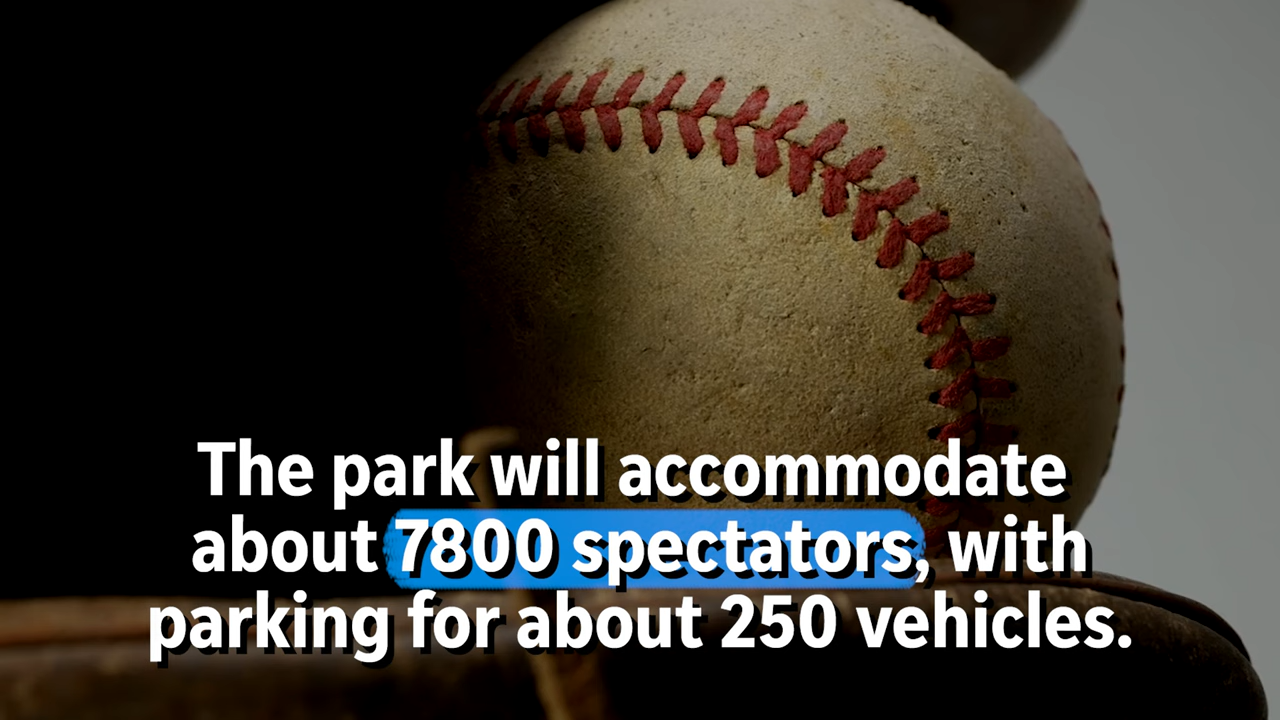 The park will accommodate
about 7800 spectators, with
parking for about 250 vehicles.